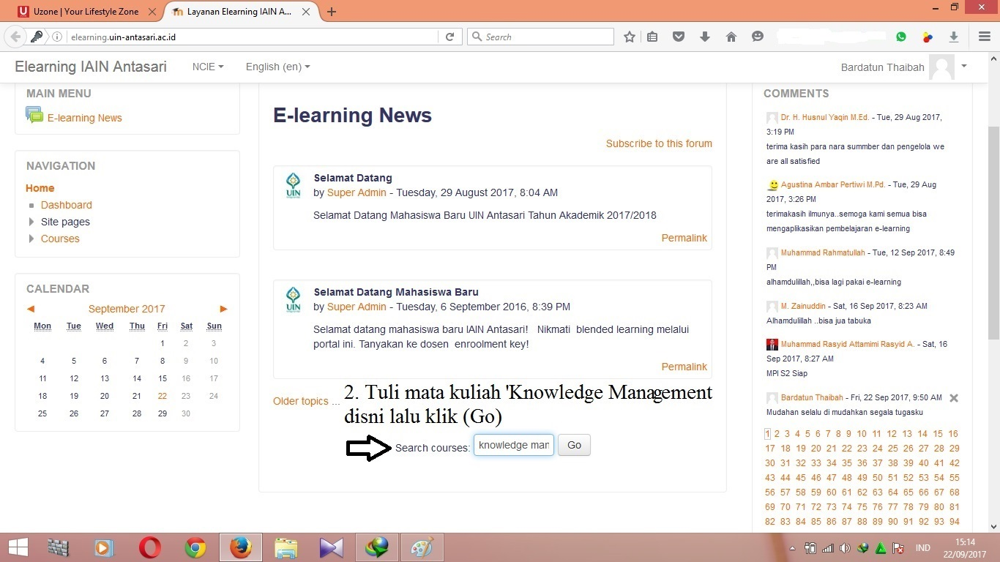 Uzone | Your Lifestyle Zone
Layanan Elearning IAIN A...
elearning.uin-antasari.ac.id
Search
Elearning IAIN Antasari
NCIE
English (en)
Bardatun Thaibah
MAIN MENU
E-learning News
NAVIGATION
Home
Dashboard
Site pages
Courses
CALENDAR
September 2017
Mon Tue Wed Thu Fri Sat Sun
1 2 3
4 5 6 7 8 9 10
11 12 13 14 15 16 17
18 19 20 21 22 23 24
25 26 27 28 29 30
E-learning News
Subscribe to this forum
UIN
Selamat Datang
by Super Admin - Tuesday, 29 August 2017, 8:04 AM
Selamat Datang Mahasiswa Baru UIN Antasari Tahun Akademik 2017/2018
Permalink
UIN
Selamat Datang Mahasiswa Baru
by Super Admin - Tuesday, 6 September 2016, 8:39 PM
Selamat datang mahasiswa baru IAIN Antasari! Nikmati blended learning melalui
portal ini. Tanyakan ke dosen enroolment key!
Permalink
Older topics ...
2. Tuli mata kuliah 'Knowledge Management
disni lalu klik (Go)
Search courses: knowledge man Go
COMMENTS
Dr. H. Husnul Yaqin M.Ed. - Tue, 29 Aug 2017,
3:19 PM
terima kasih para nara summber dan pengelola we
are all satisfied
Agustina Ambar Pertiwi M.Pd. - Tue, 29 Aug
2017, 3:26 PM
terimakasih ilmunya..semoga kami semua bisa
mengaplikasikan pembelajaran e-learning
Muhammad Rahmatullah - Tue, 12 Sep 2017, 8:49
PM
alhamdulillah,,bisa lagi pakai e-learning
M. Zainuddin - Sat, 16 Sep 2017, 8:23 AM
Alhamdulillah ..bisa jua tabuka
Muhammad Rasyid Attamimi Rasyid A. - Sat, 16
Sep 2017, 8:27 AM
MPI S2 Siap
Bardatun Thaibah - Fri, 22 Sep 2017, 9:50 AM
Mudahan selalu di mudahkan segala tugasku
1 2 3 4 5 6 7 8 9 10 11 12 13 14 15 16
17 18 19 20 21 22 23 24 25 26 27 28 29
30 31 32 33 34 35 36 37 38 39 40 41 42
43 44 45 46 47 48 49 50 51 52 53 54 55
56 57 58 59 60 61 62 63 64 65 66 67 68
69 70 71 72 73 74 75 76 77 78 79 80 81
82 83 84 85 86 87 88 89 90 91 92 93 94
IND
15:14
22/09/2017